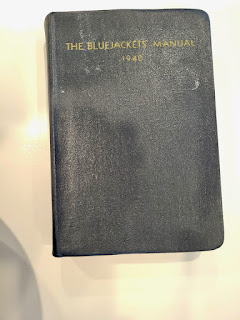 THE BLUEJACKETS' MANUAL
1940